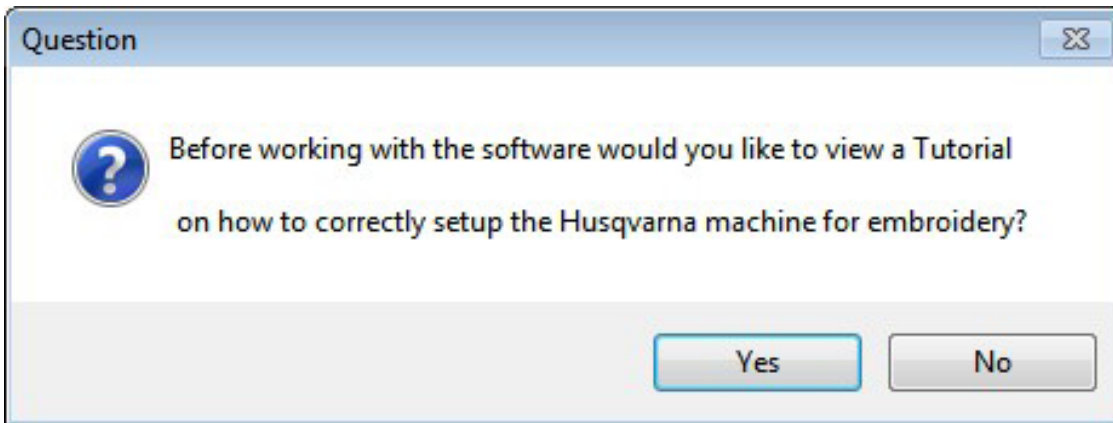 Question
Before working with the software would you like to view a Tutorial
on how to correctly setup the Husqvarna machine for embroidery?
Yes No